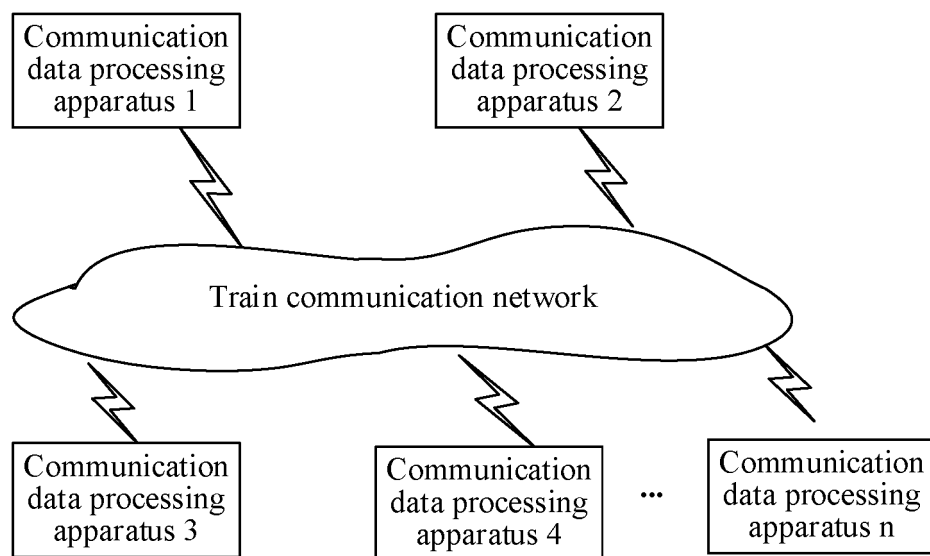 Communication
data processing
apparatus 1
Communication
data processing
apparatus 2
Train communication network
Communication
data processing
apparatus 3
Communication
data processing
apparatus 4
...
Communication
data processing
apparatus n